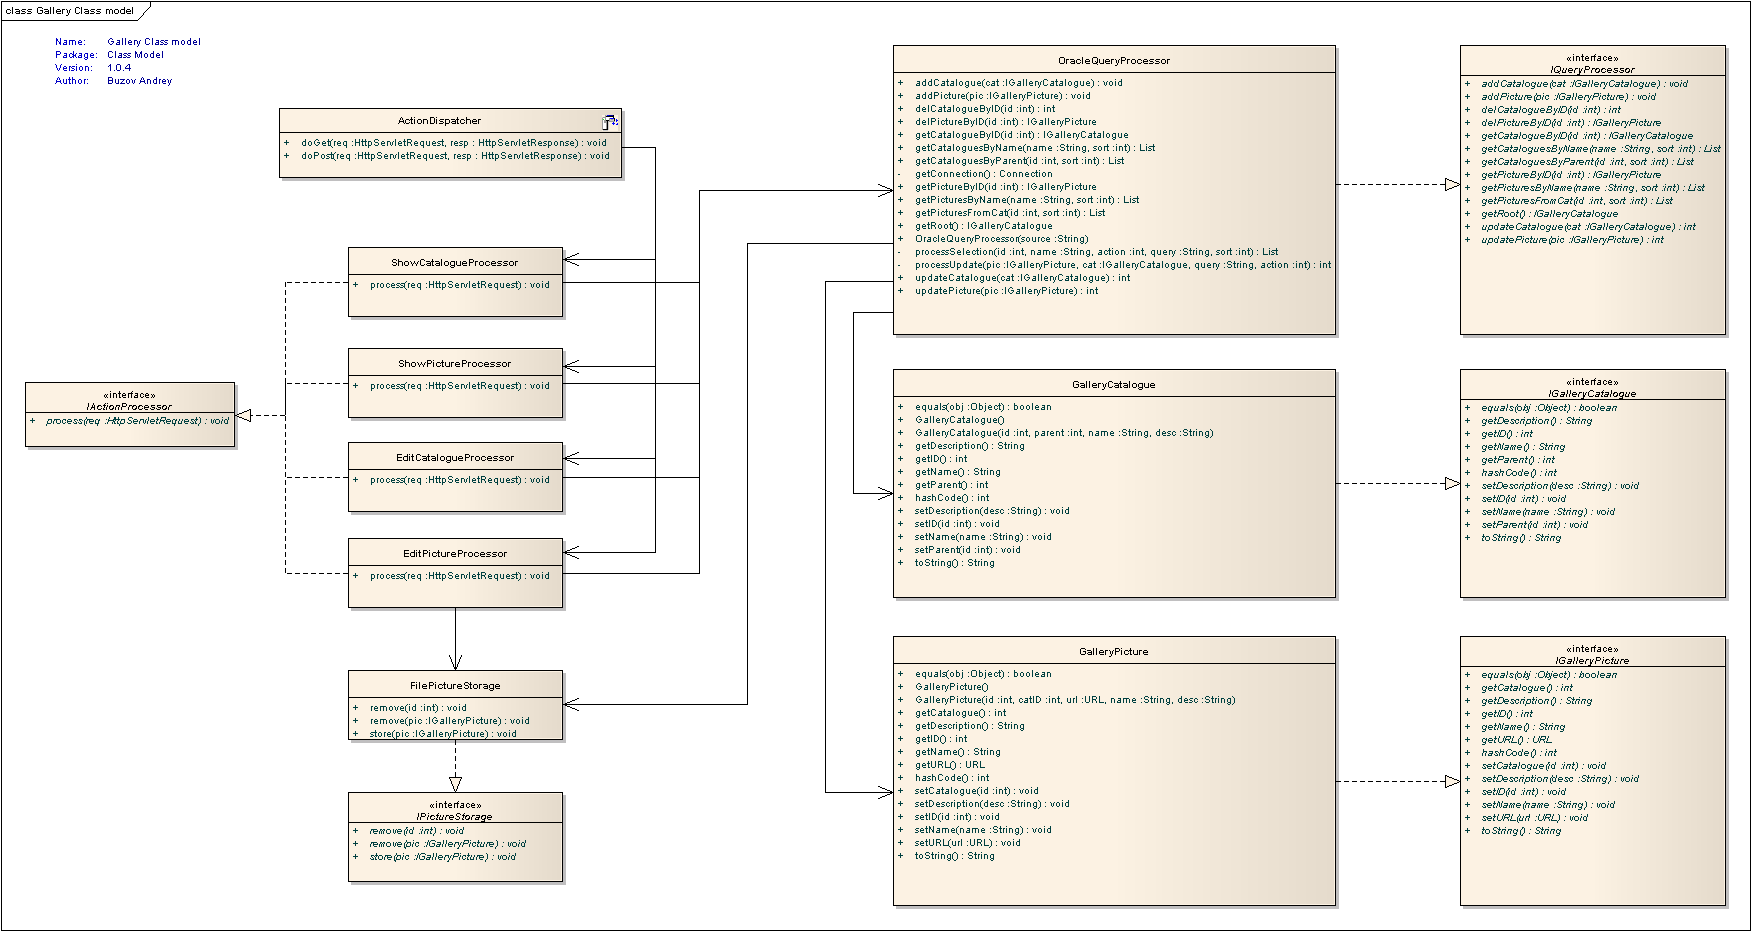 class Gallery Class model
Name: Gallery Class model
Package: Class Model
Version: 1.0.4
Author: Buzov Andrey
ActionDispatcher
+ doGet(req :HttpServletRequest, resp : HttpServletResponse) : void
+ doPost(req :HttpServletRequest, resp : HttpServletResponse) : void
ShowCatalogueProcessor
+ process(req :HttpServletRequest) : void
ShowPictureProcessor
+ process(req :HttpServletRequest) : void
«interface»
IActionProcessor
+ process(req :HttpServletRequest) : void
EditCatalogueProcessor
+ process(req :HttpServletRequest) : void
EditPictureProcessor
+ process(req :HttpServletRequest) : void
FilePictureStorage
+ remove(id :int) : void
+ remove(pic :IGalleryPicture) : void
+ store(pic :IGalleryPicture) : void
«interface»
IPictureStorage
+ remove(id :int) : void
+ remove(pic :IGalleryPicture) : void
+ store(pic :IGalleryPicture) : void
OracleQueryProcessor
+ addCatalogue(cat :IGalleryCatalogue) : void
+ addPicture(pic :IGalleryPicture) : void
+ delCatalogueByID(id :int) : int
+ delPictureByID(id :int) : IGalleryPicture
+ getCatalogueByID(id :int) : IGalleryCatalogue
+ getCataloguesByName(name :String, sort :int) : List
+ getCataloguesByParent(id :int, sort :int) : List
- getConnection() : Connection
+ getPictureByID(id :int) : IGalleryPicture
+ getPicturesByName(name :String, sort :int) : List
+ getPicturesFromCat(id :int, sort :int) : List
+ getRoot() : IGalleryCatalogue
+ OracleQueryProcessor(source :String)
- processSelection(id :int, name :String, action :int, query :String, sort :int) : List
- processUpdate(pic :IGalleryPicture, cat :IGalleryCatalogue, query :String, action :int) : int
+ updateCatalogue(cat :IGalleryCatalogue) : int
+ updatePicture(pic :IGalleryPicture) : int
«interface»
IQueryProcessor
+ addCatalogue(cat :IGalleryCatalogue) : void
+ addPicture(pic :IGalleryPicture) : void
+ delCatalogueByID(id :int) : int
+ delPictureByID(id :int) : IGalleryPicture
+ getCatalogueByID(id :int) : IGalleryCatalogue
+ getCataloguesByName(name :String, sort :int) : List
+ getCataloguesByParent(id :int, sort :int) : List
+ getPictureByID(id :int) : IGalleryPicture
+ getPicturesByName(name :String, sort :int) : List
+ getPicturesFromCat(id :int, sort :int) : List
+ getRoot() : IGalleryCatalogue
+ updateCatalogue(cat :IGalleryCatalogue) : int
+ updatePicture(pic :IGalleryPicture) : int
GalleryCatalogue
+ equals(obj :Object) : boolean
+ GalleryCatalogue()
+ GalleryCatalogue(id :int, parent :int, name :String, desc :String)
+ getDescription() : String
+ getID() : int
+ getName() : String
+ getParent() : int
+ hashCode() : int
+ setDescription(desc :String) : void
+ setID(id :int) : void
+ setName(name :String) : void
+ setParent(id :int) : void
+ toString() : String
«interface»
IGalleryCatalogue
+ equals(obj :Object) : boolean
+ getDescription() : String
+ getID() : int
+ getName() : String
+ getParent() : int
+ hashCode() : int
+ setDescription(desc :String) : void
+ setID(id :int) : void
+ setName(name :String) : void
+ setParent(id :int) : void
+ toString() : String
GalleryPicture
+ equals(obj :Object) : boolean
+ GalleryPicture()
+ GalleryPicture(id :int, catID :int, url :URL, name :String, desc :String)
+ getCatalogue() : int
+ getDescription() : String
+ getID() : int
+ getName() : String
+ getURL() : URL
+ hashCode() : int
+ setCatalogue(id :int) : void
+ setDescription(desc :String) : void
+ setID(id :int) : void
+ setName(name :String) : void
+ setURL(url :URL) : void
+ toString() : String
«interface»
IGalleryPicture
+ equals(obj :Object) : boolean
+ getCatalogue() : int
+ getDescription() : String
+ getID() : int
+ getName() : String
+ getURL() : URL
+ hashCode() : int
+ setCatalogue(id :int) : void
+ setDescription(desc :String) : void
+ setID(id :int) : void
+ setName(name :String) : void
+ setURL(url :URL) : void
+ toString() : String